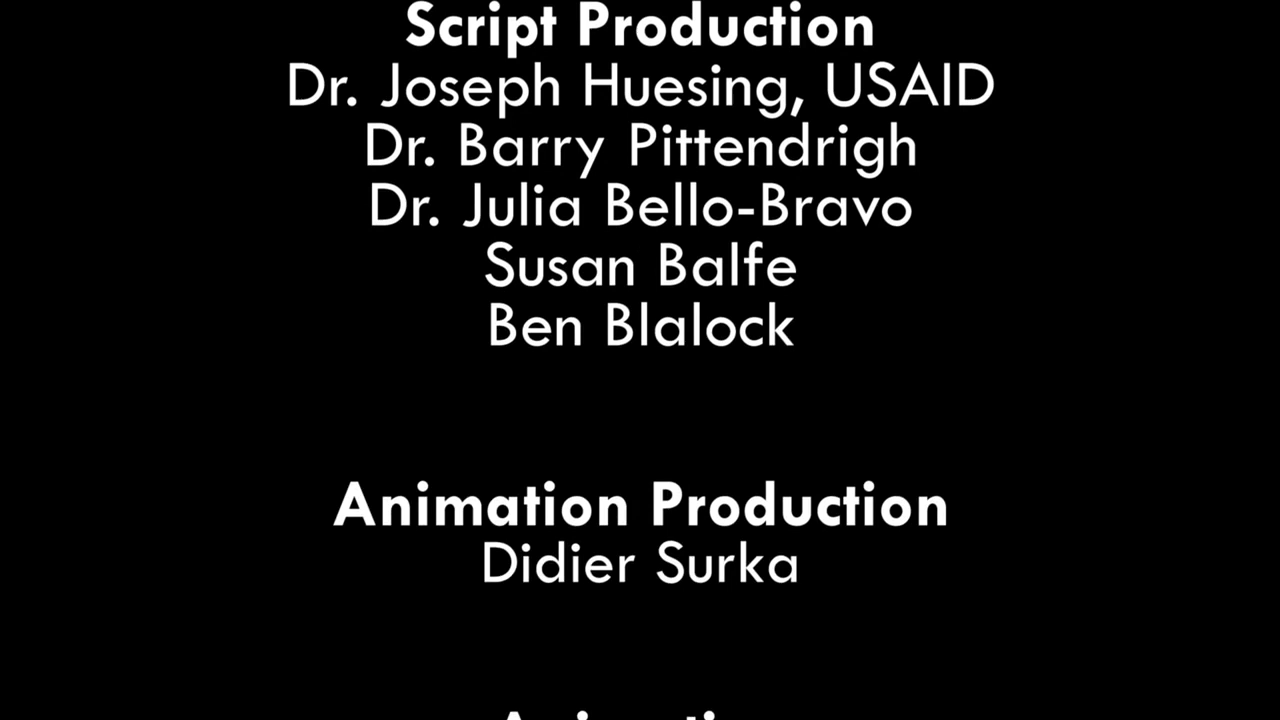 Script Production
Dr. Joseph Huesing, USAID
Dr. Barry Pittendrigh
Dr. Julia Bello-Bravo
Susan Balfe
Ben Blalock
Animation Production
Didier Surka